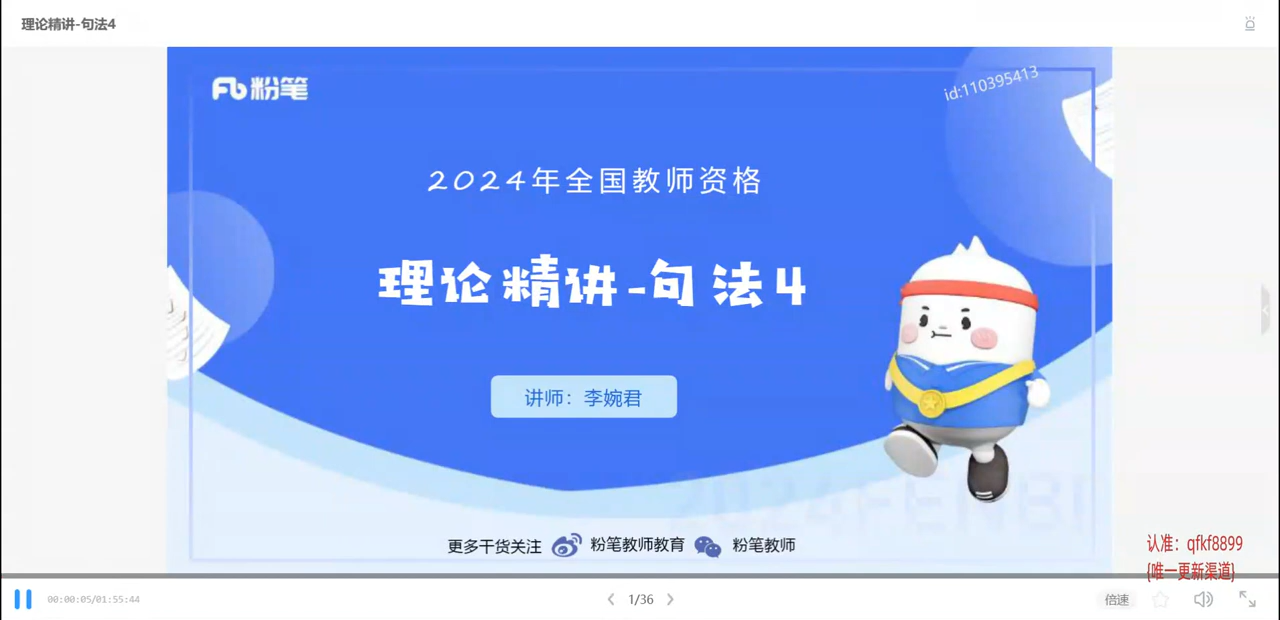 理论精讲-句法4
粉笔
id:110395413
2024年全国教师资格
理论精讲-句法4
讲师：李婉君
2024FENBI
更多干货关注 粉笔教师教育 粉笔教师
认准：qfkf8899
{唯一更新渠道}
00:00:05/01:55:44
1/36
倍速